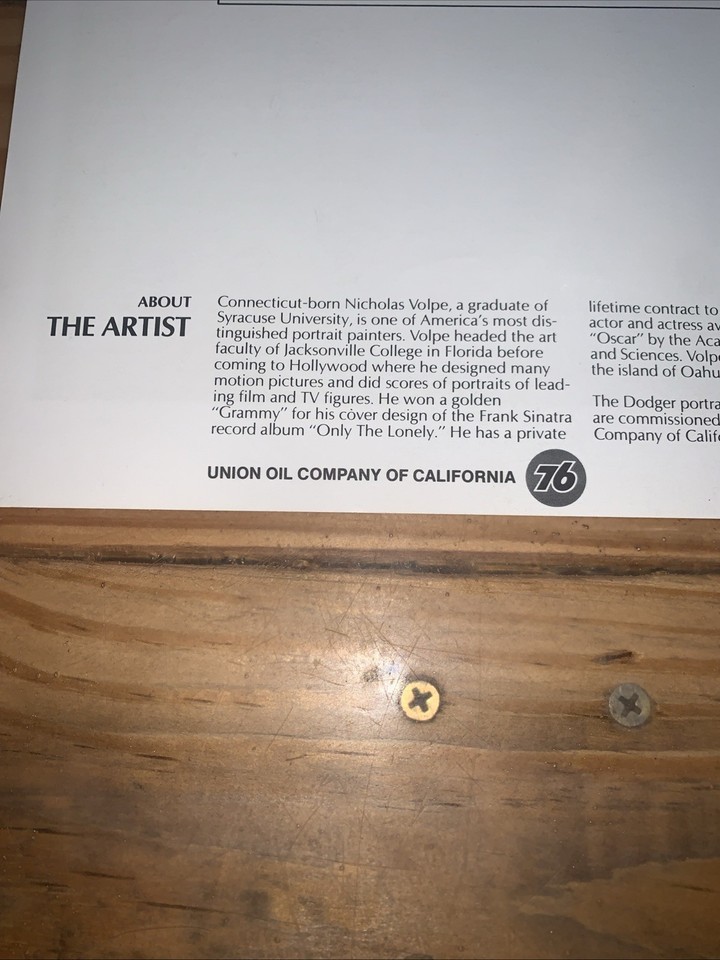 ABOUT
THE ARTIST
Connecticut-born Nicholas Volpe, a graduate of
Syracuse University, is one of America's most dis-
tinguished portrait painters. Volpe headed the art
faculty of Jacksonville College in Florida before
coming to Hollywood where he designed many
motion pictures and did scores of portraits of lead-
ing film and TV figures. He won a golden
"Grammy" for his cover design of the Frank Sinatra
record album "Only The Lonely." He has a private
lifetime contract to
actor and actress
"Oscar" by the
and Sciences.
the island of Oahu
The Dodger
are commissioned
Company of
UNION OIL COMPANY OF CALIFORNIA 76